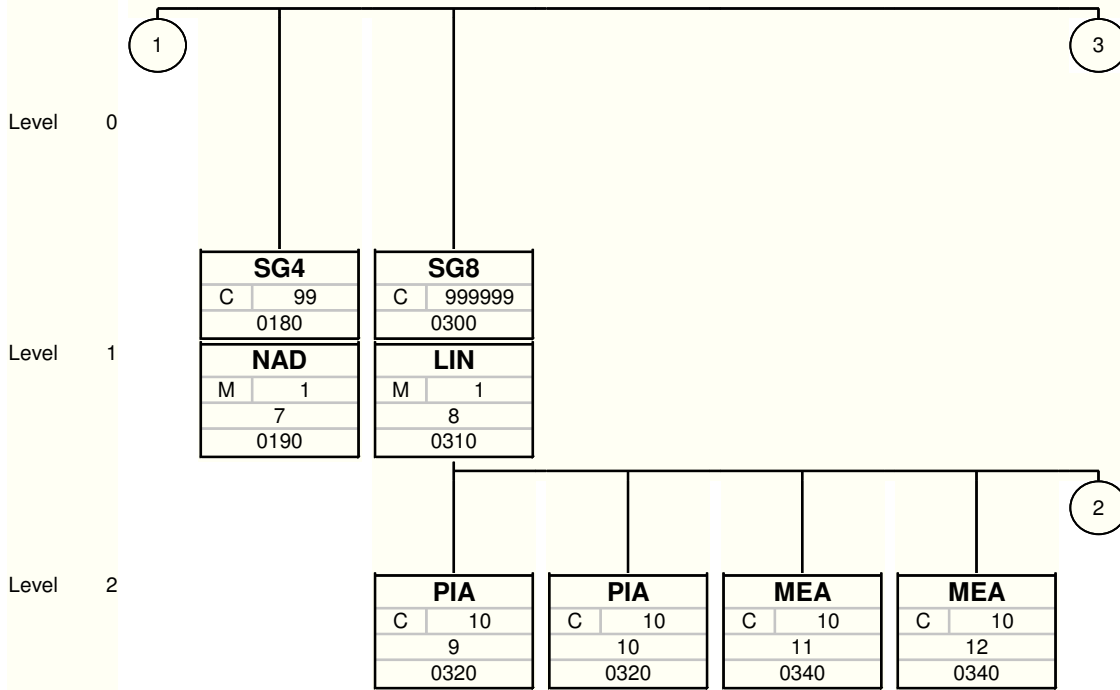 1 3
Level 0
SG4 SG8
C 99 C 999999
0180 0300
Level 1
NAD LIN
M 1 M 1
7 8
0190 0310
2
Level 2
PIA PIA MEA MEA
C 10 C 10 C 10 C 10
9 10 11 12
0320 0320 0340 0340